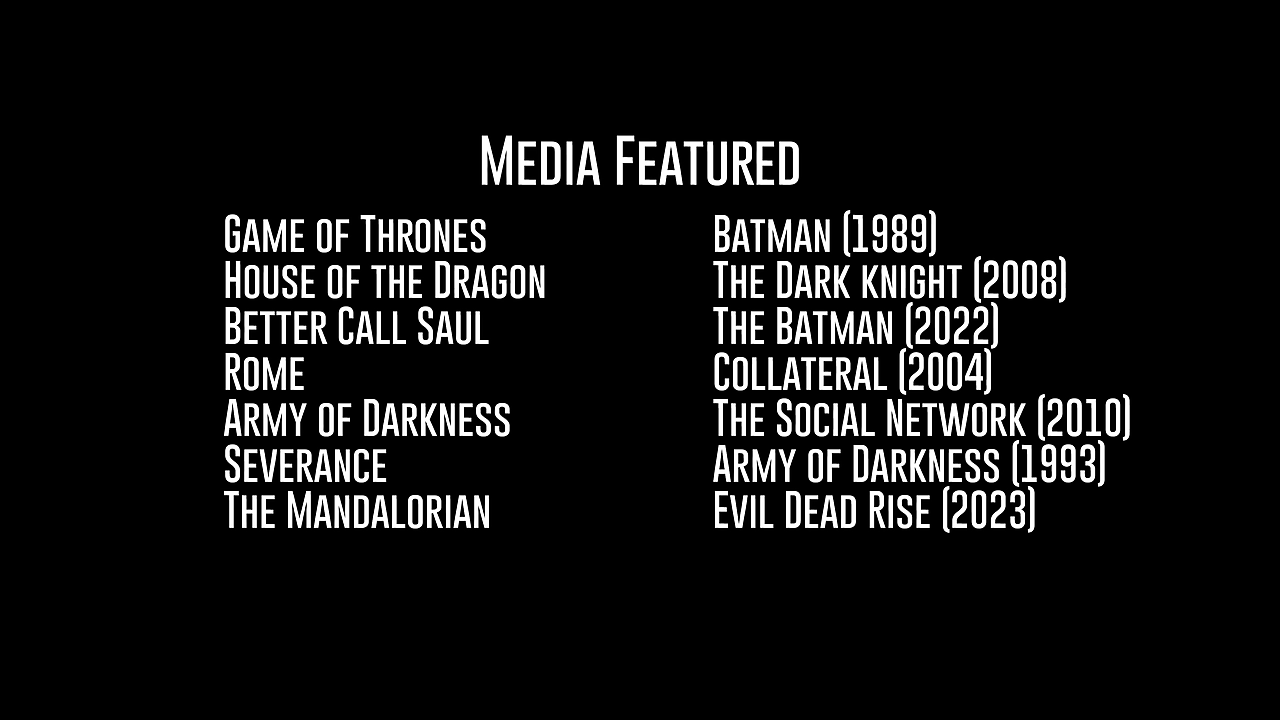 Media Featured
Game of Thrones
House of the Dragon
Better Call Saul
Rome
Army of Darkness
Severance
The Mandalorian
Batman (1989)
The Dark knight (2008)
The Batman (2022)
Collateral (2004)
The Social Network (2010)
Army of Darkness (1993)
Evil Dead Rise (2023)